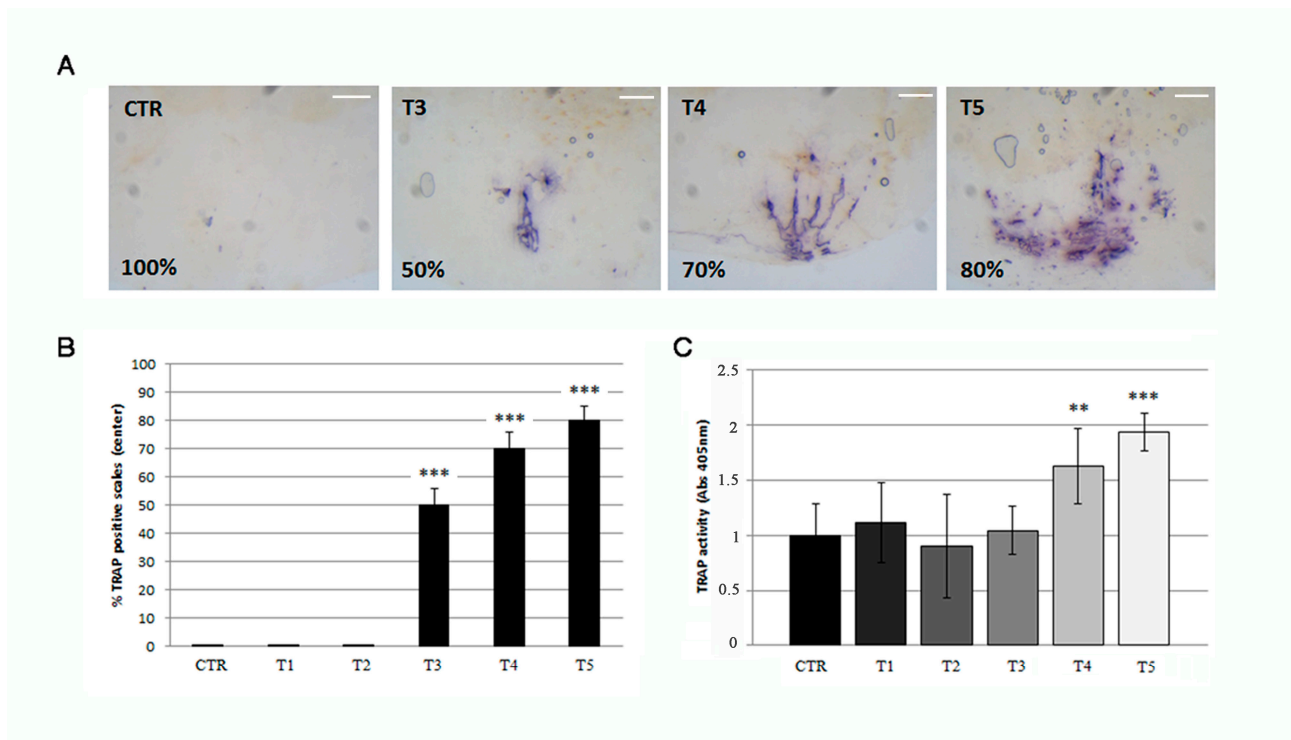 A
CTR
T3
T4
T5
100%
50%
70%
80%
B
% TRAP positive scales (center)
100
90
80
70
60
50
40
30
20
10
0
***
***
***
CTR T1 T2 T3 T4 T5
C
TRAP activity (Abs 405nm)
2.5
2
1.5
1
0.5
0
**
***
CTR T1 T2 T3 T4 T5